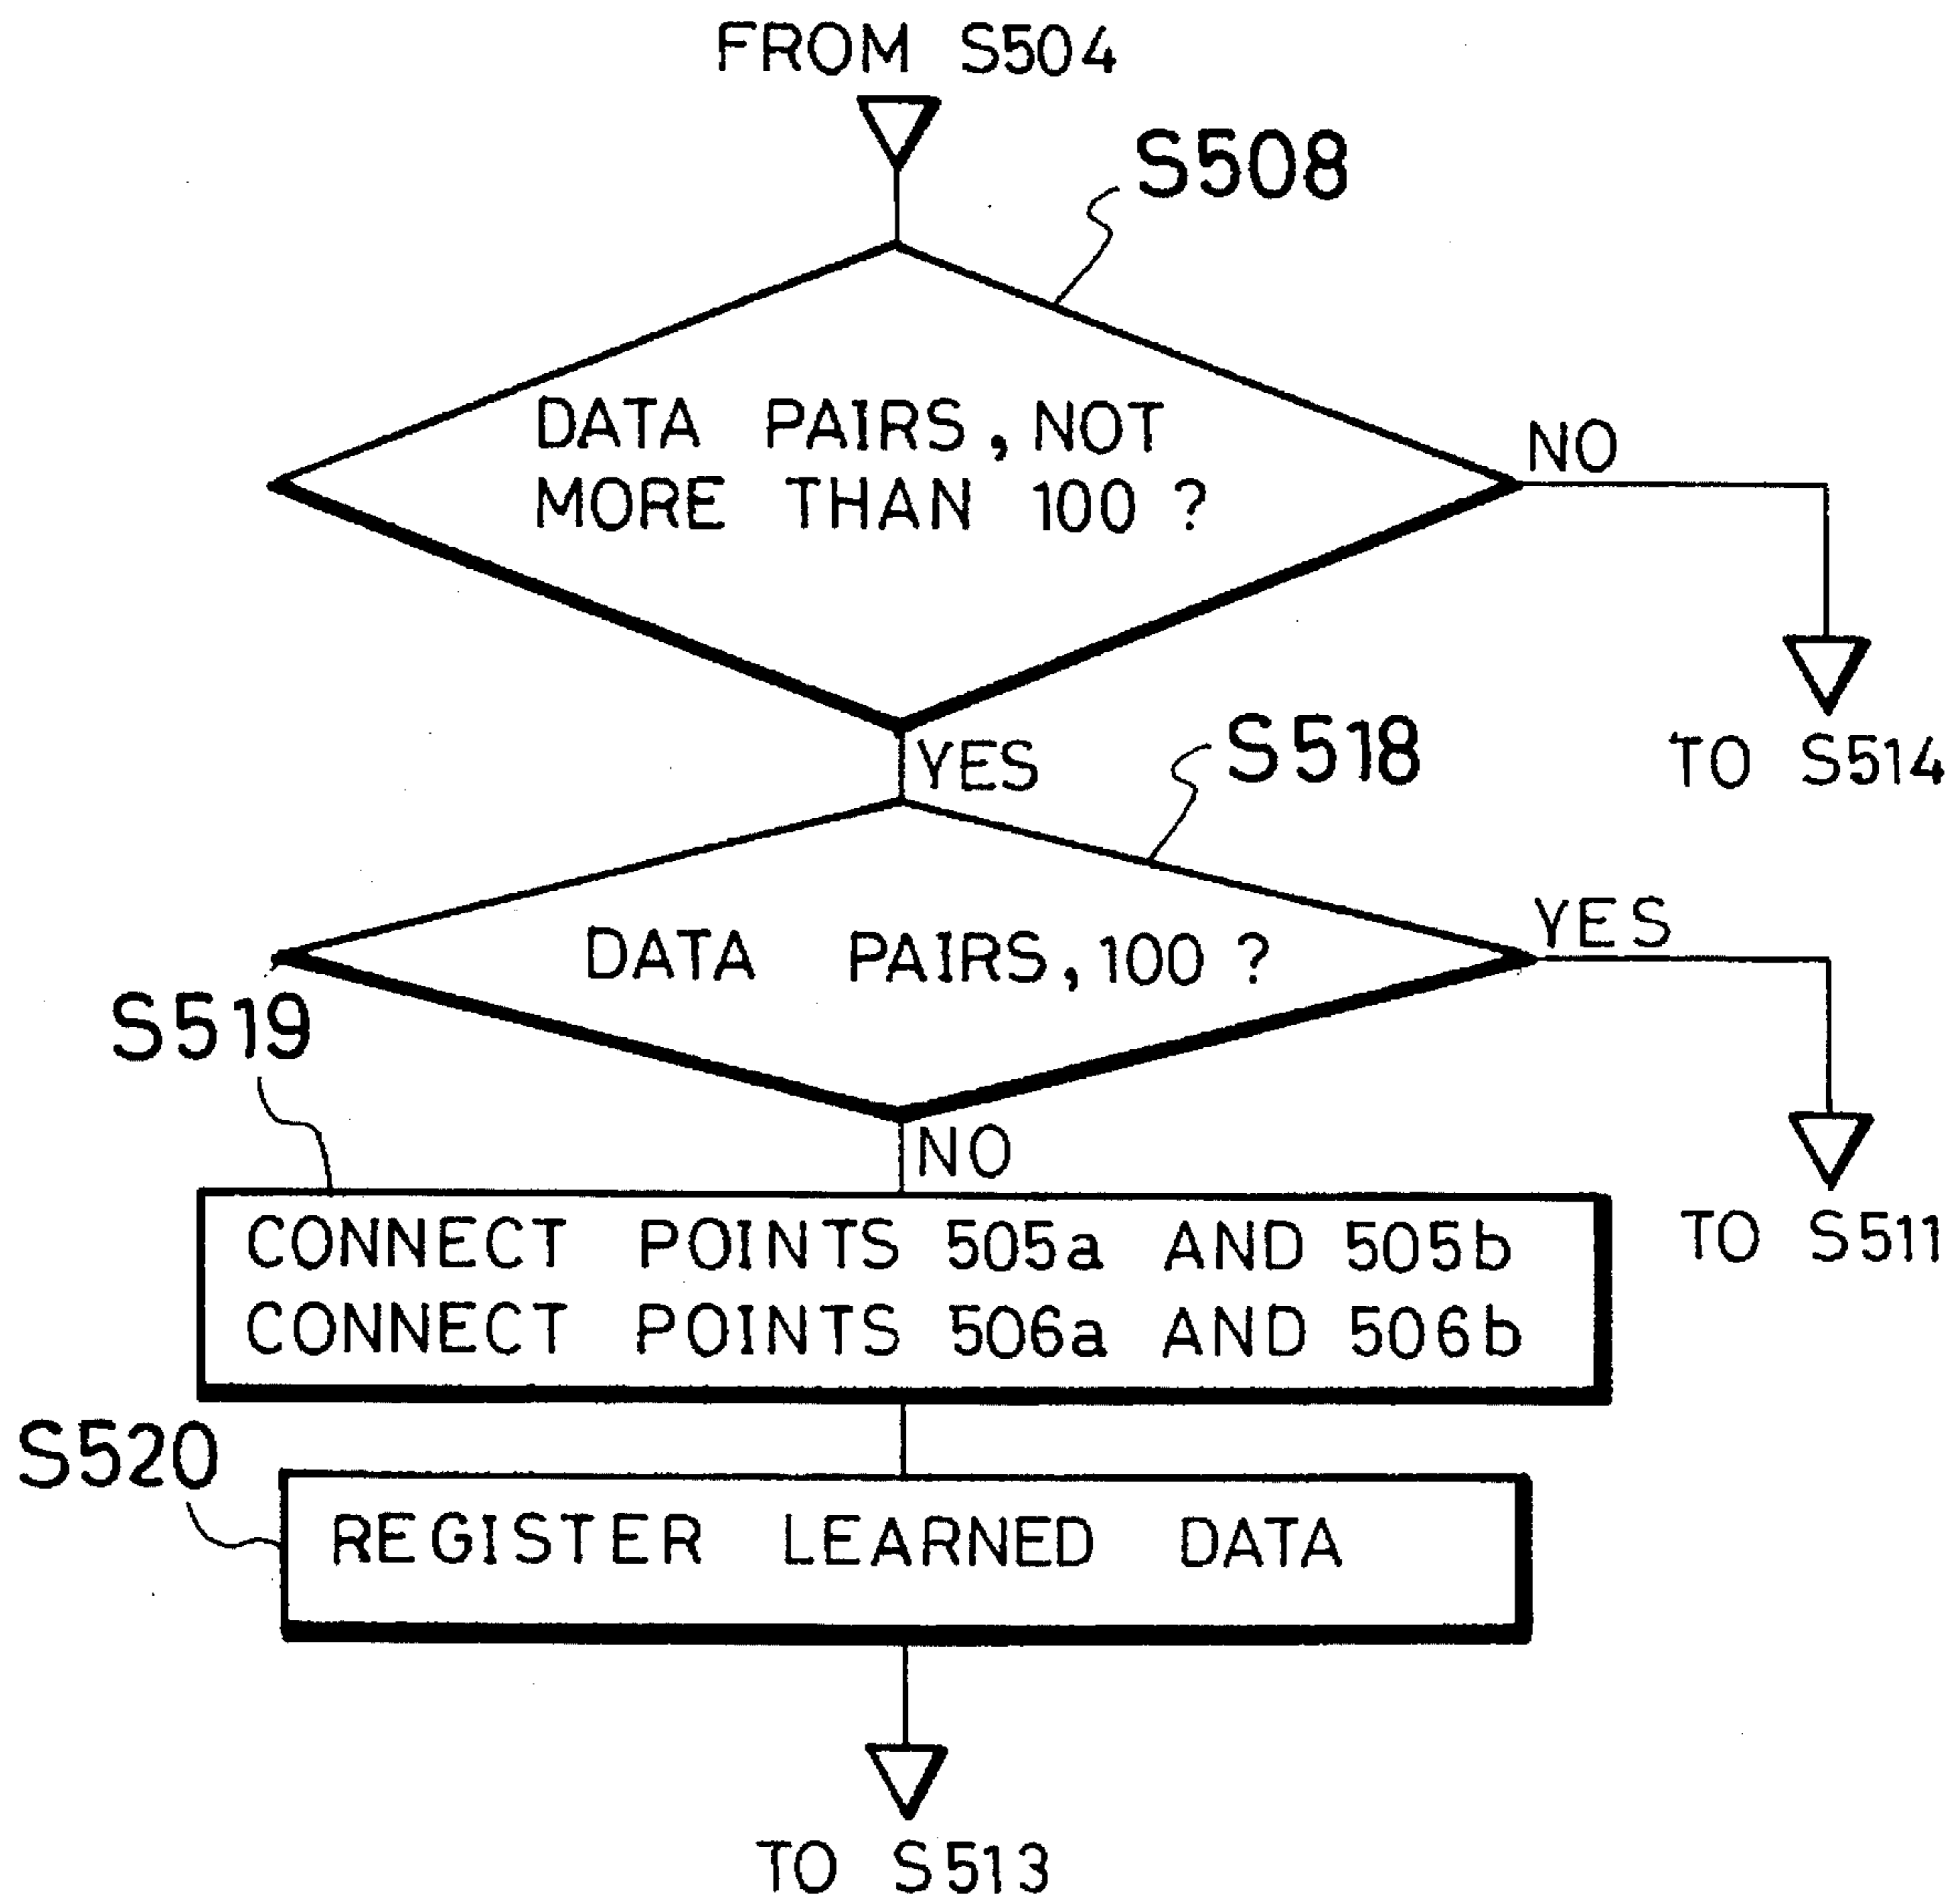 FROM S504
S508
DATA PAIRS, NOT
MORE THAN 100 ?
NO
TO S514
YES
S518
DATA PAIRS, 100 ?
YES
TO S511
S519
NO
CONNECT POINTS 505a AND 505b
CONNECT POINTS 506a AND 506b
S520
REGISTER LEARNED DATA
TO S513